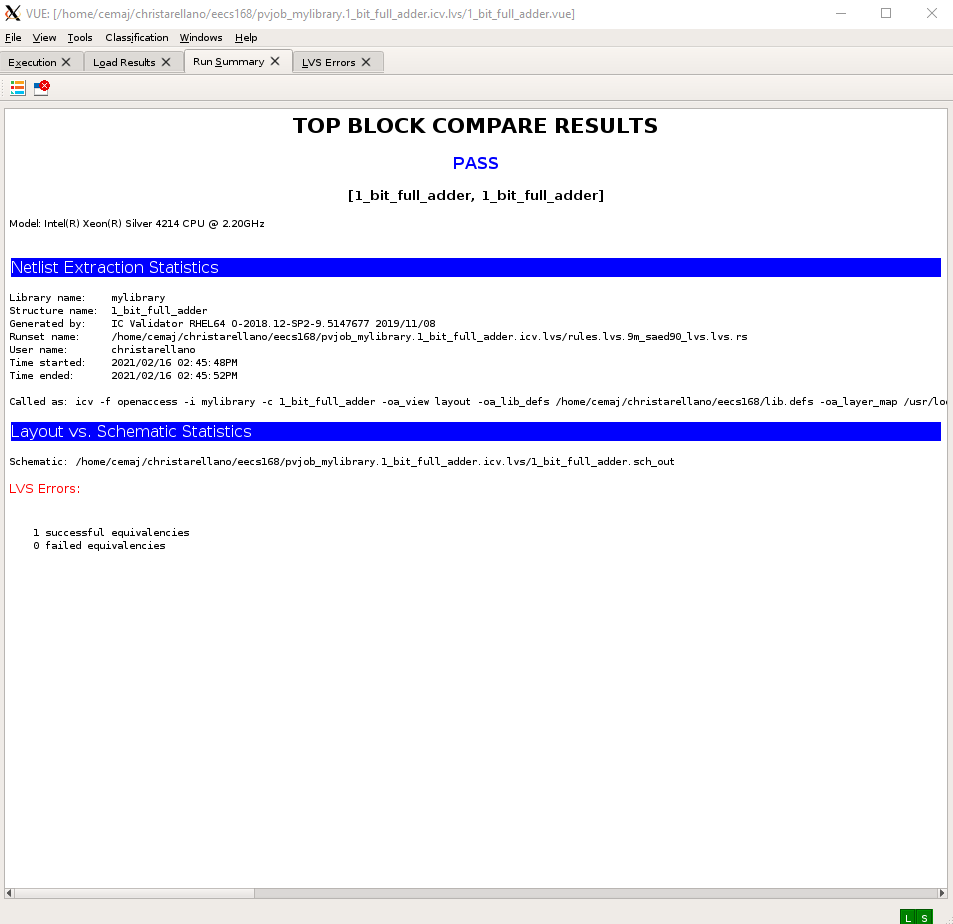 VUE: [/home/cemaj/christarellano/eecs168/pvjob_mylibrary.1_bit_full_adder.icv.lvs/1_bit_full_adder.vue]
File View Tools Classification Windows Help
Execution Load Results Run Summary LVS Errors
TOP BLOCK COMPARE RESULTS
PASS
[1_bit_full_adder, 1_bit_full_adder]
Model: Intel(R) Xeon(R) Silver 4214 CPU @ 2.20GHz
Netlist Extraction Statistics
Library name: mylibrary
Structure name: 1_bit_full_adder
Generated by: IC Validator RHEL64 O-2018.12-SP2-9.5147677 2019/11/08
Runset name: /home/cemaj/christarellano/eecs168/pvjob_mylibrary.1_bit_full_adder.icv.lvs/rules.lvs.9m_saed90_lvs.lvs.rs
User name: christarellano
Time started: 2021/02/16 02:45:48PM
Time ended: 2021/02/16 02:45:52PM
Called as: icv -f openaccess -i mylibrary -c 1_bit_full_adder -oa_view layout -oa_lib_defs /home/cemaj/christarellano/eecs168/lib.defs -oa_layer_map /usr/lo
Layout vs. Schematic Statistics
Schematic: /home/cemaj/christarellano/eecs168/pvjob_mylibrary.1_bit_full_adder.icv.lvs/1_bit_full_adder.sch_out
LVS Errors:
1 successful equivalencies
0 failed equivalencies
L S